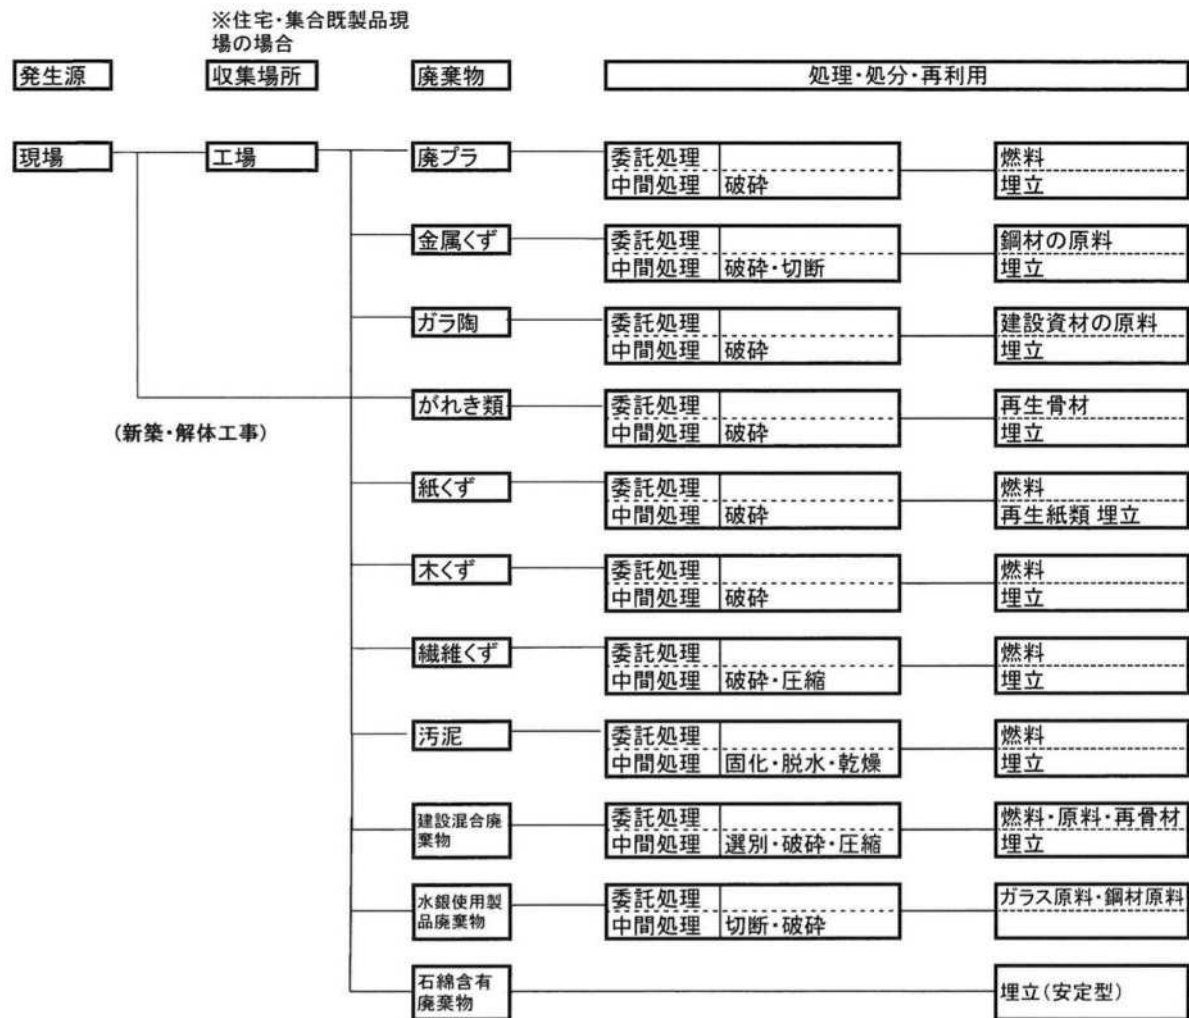 ※住宅・集合既製品現
場の場合
発生源 収集場所 廃棄物 処理・処分・再利用
現場 工場 廃プラ 委託処理 燃料
中間処理 破砕 埋立
金属くず 委託処理 鋼材の原料
中間処理 破砕・切断 埋立
ガラ陶 委託処理 建設資材の原料
中間処理 破砕 埋立
がれき類 委託処理 再生骨材
中間処理 破砕 埋立
(新築・解体工事)
紙くず 委託処理 燃料
中間処理 破砕 再生紙類 埋立
木くず 委託処理 燃料
中間処理 破砕 埋立
繊維くず 委託処理 燃料
中間処理 破砕・圧縮 埋立
汚泥 委託処理 燃料
中間処理 固化・脱水・乾燥 埋立
建設混合廃 委託処理 燃料・原料・再骨材
棄物 中間処理 選別・破砕・圧縮 埋立
水銀使用製 委託処理 ガラス原料・鋼材原料
品廃棄物 中間処理 切断・破砕
石綿含有
廃棄物 埋立(安定型)